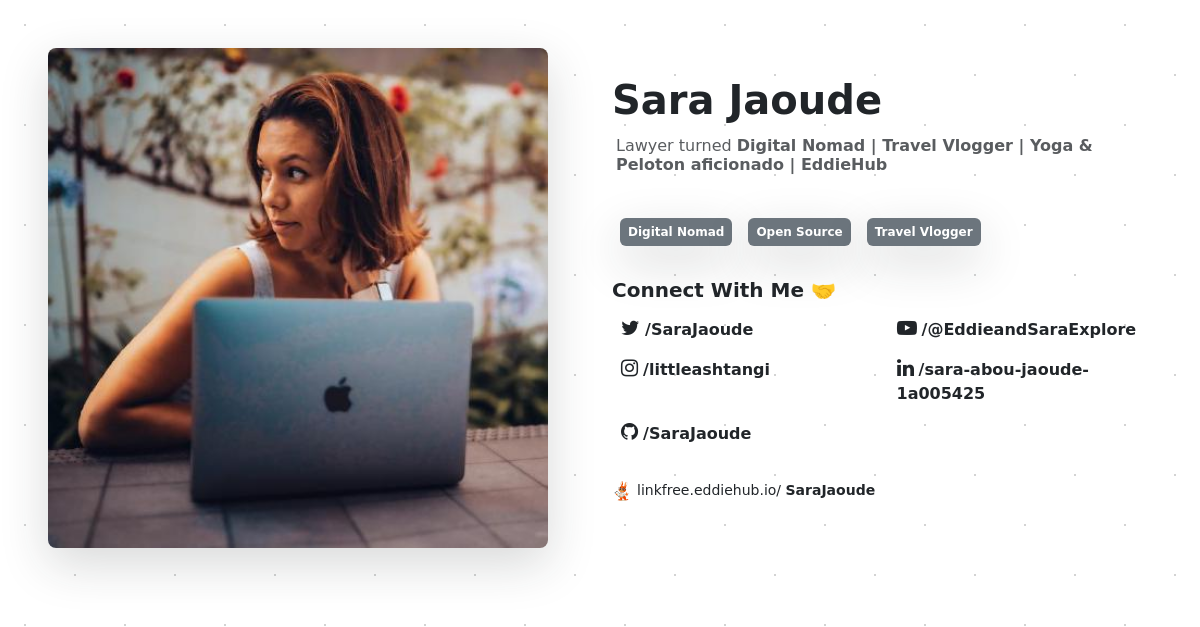 Sara Jaoude
Lawyer turned Digital Nomad | Travel Vlogger | Yoga &
Peloton aficionado | EddieHub
Digital Nomad Open Source Travel Vlogger
Connect With Me 🤝
/SaraJaoude /@EddieandSaraExplore
/littleashtangi /sara-abou-jaoude-
1a005425
/SaraJaoude
linkfree.eddiehub.io/ SaraJaoude